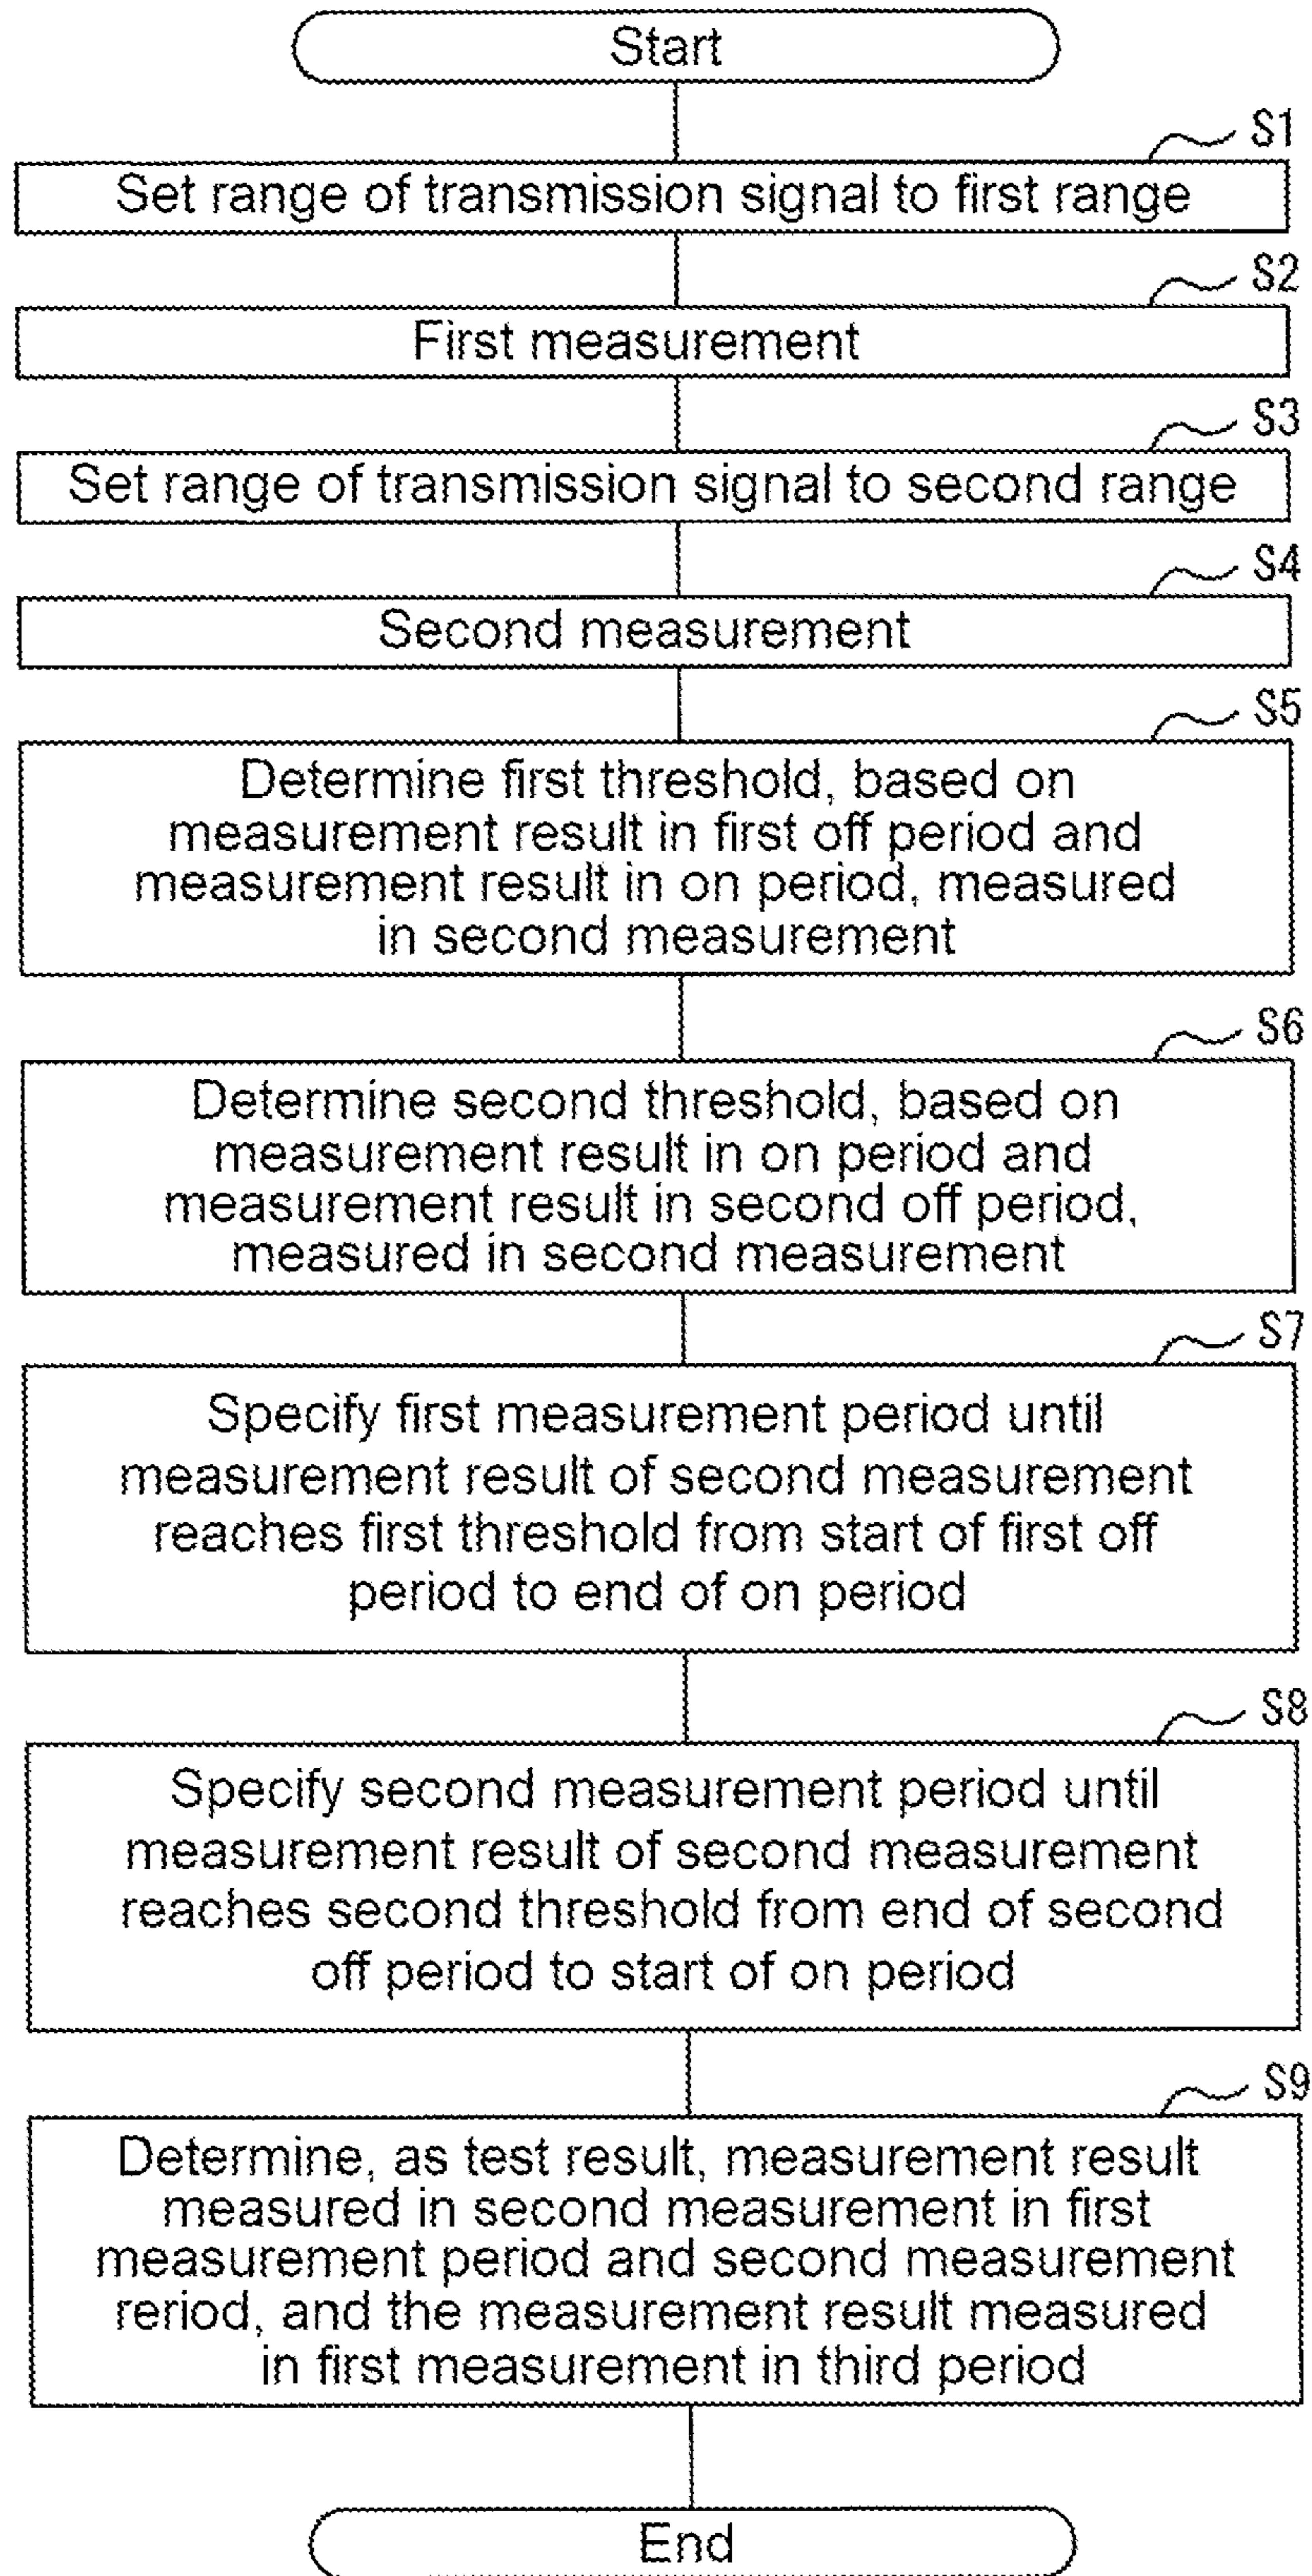 Start
S1
Set range of transmission signal to first range
S2
First measurement
S3
Set range of transmission signal to second range
S4
Second measurement
S5
Determine first threshold, based on
measurement result in first off period and
measurement result in on period, measured
in second measurement
S6
Determine second threshold, based on
measurement result in on period and
measurement result in second off period,
measured in second measurement
S7
Specify first measurement period until
measurement result of second measurement
reaches first threshold from start of first off
period to end of on period
S8
Specify second measurement period until
measurement result of second measurement
reaches second threshold from end of second
off period to start of on period
S9
Determine, as test result, measurement result
measured in second measurement in first
measurement period and second measurement
reriod, and the measurement result measured
in first measurement in third period
End